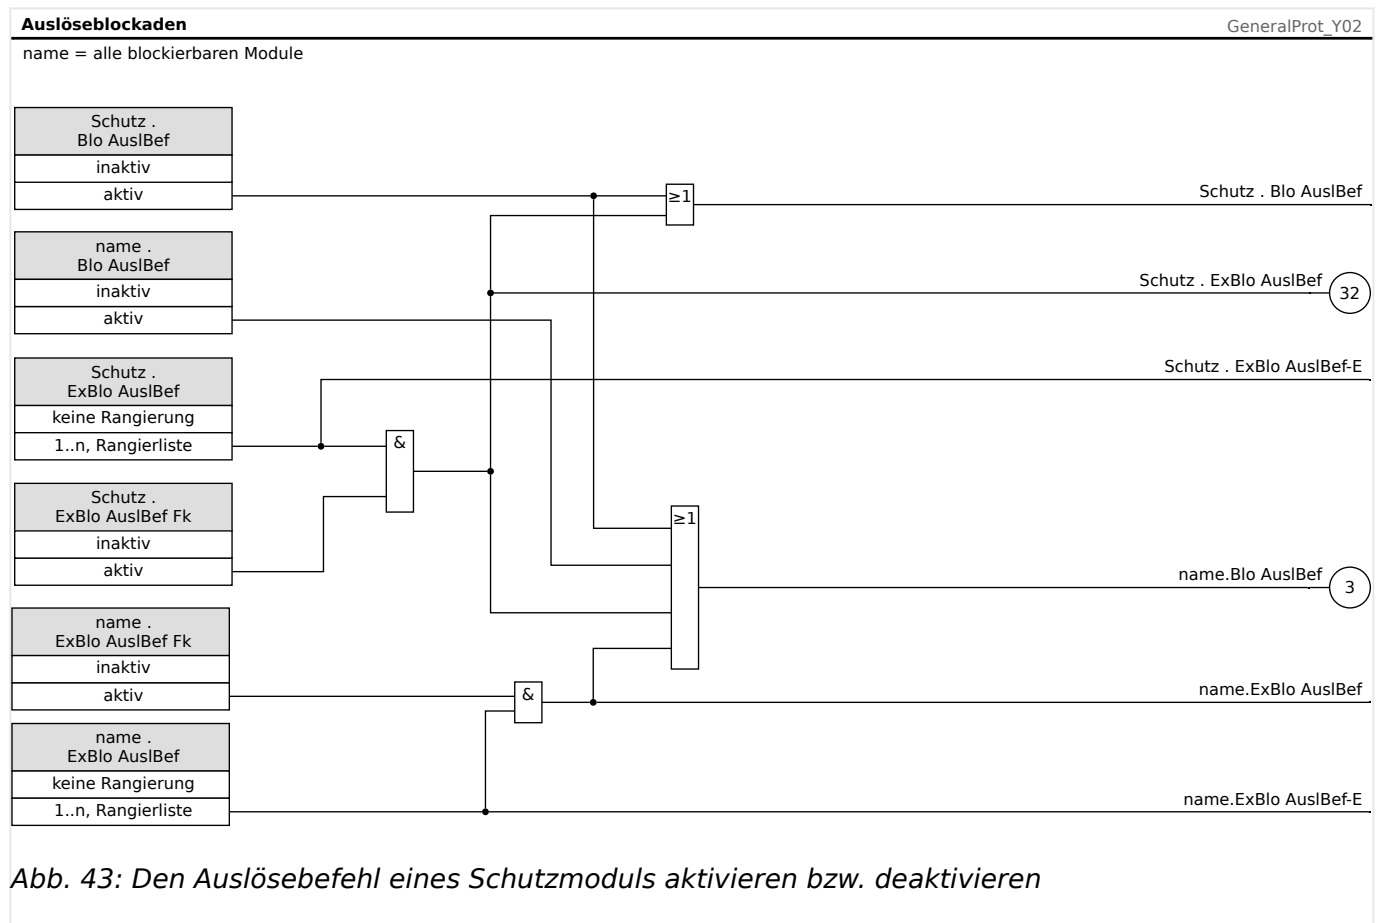 Auslöseblockaden
GeneralProt_Y02
name = alle blockierbaren Module
Schutz .
Blo AuslBef
inaktiv
aktiv
≥1
Schutz . Blo AuslBef
name .
Blo AuslBef
inaktiv
aktiv
Schutz . ExBlo AuslBef
32
Schutz .
ExBlo AuslBef
keine Rangierung
1..n, Rangierliste
&
Schutz . ExBlo AuslBef-E
Schutz .
ExBlo AuslBef Fk
inaktiv
aktiv
≥1
name.Blo AuslBef
3
name .
ExBlo AuslBef Fk
inaktiv
aktiv
&
name.ExBlo AuslBef
name .
ExBlo AuslBef
keine Rangierung
1..n, Rangierliste
name.ExBlo AuslBef-E
Abb. 43: Den Auslösebefehl eines Schutzmoduls aktivieren bzw. deaktivieren